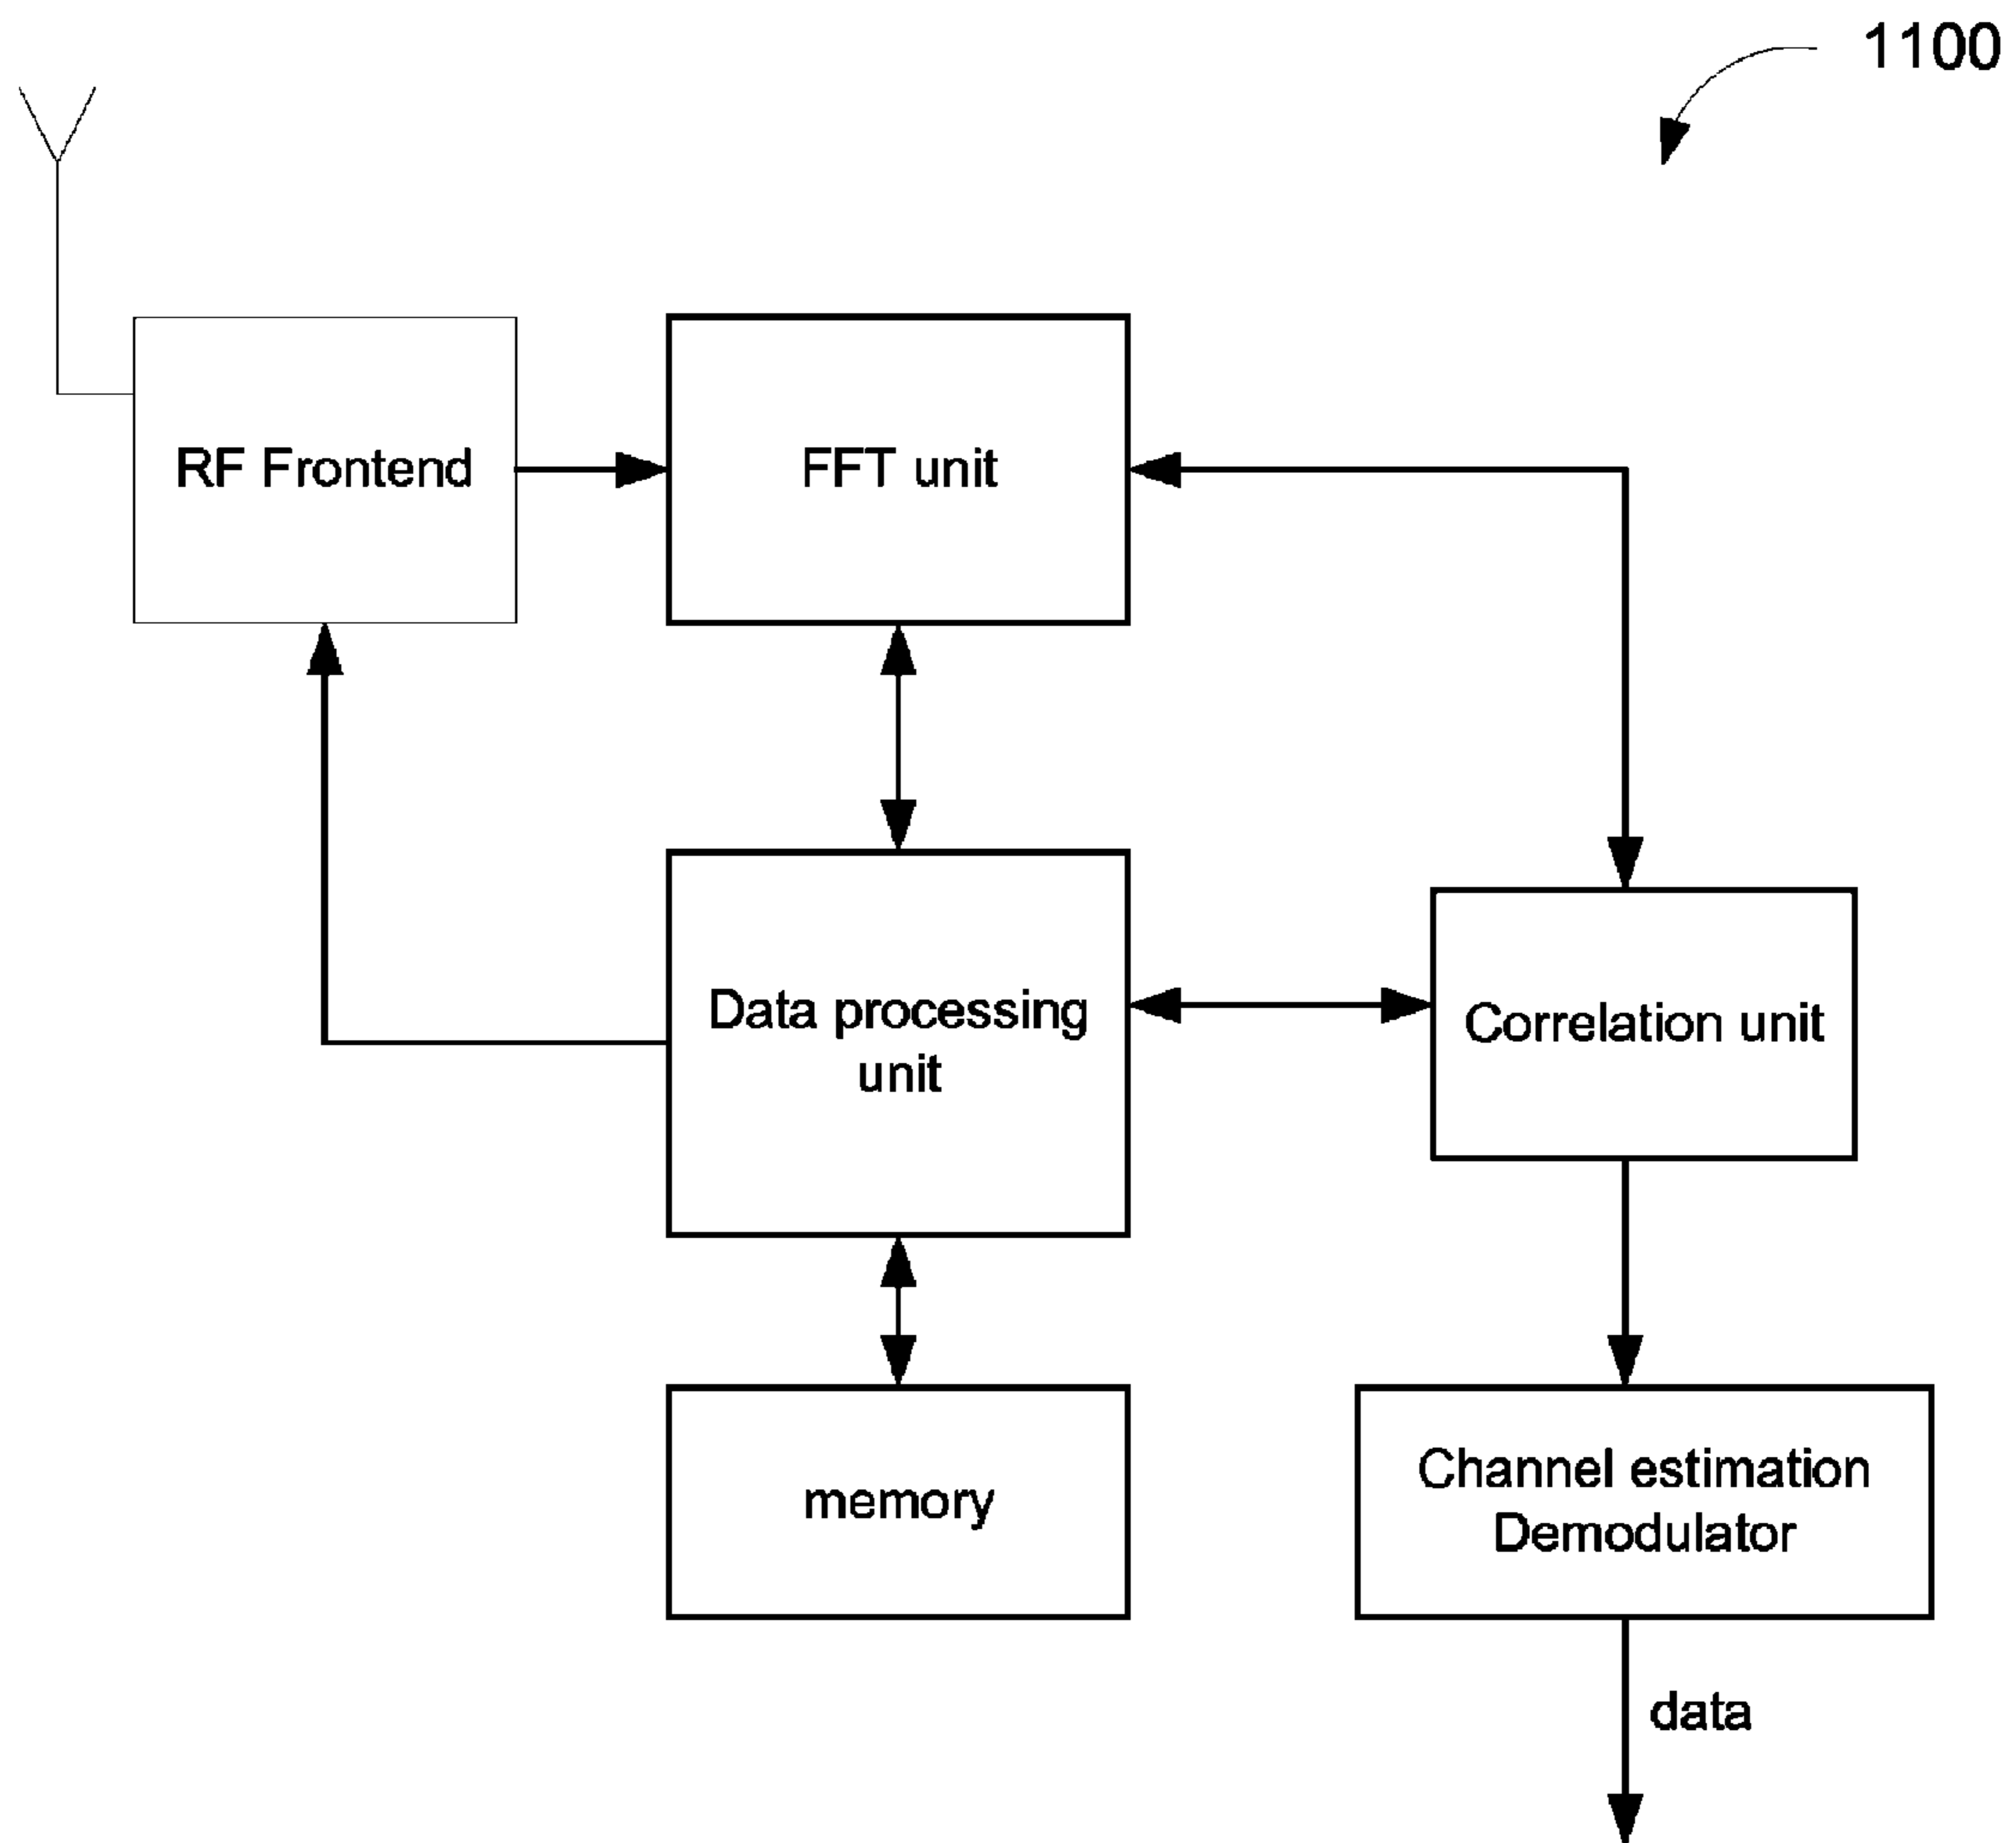 1100
RF Frontend
FFT unit
Data processing
unit
Correlation unit
memory
Channel estimation
Demodulator
data